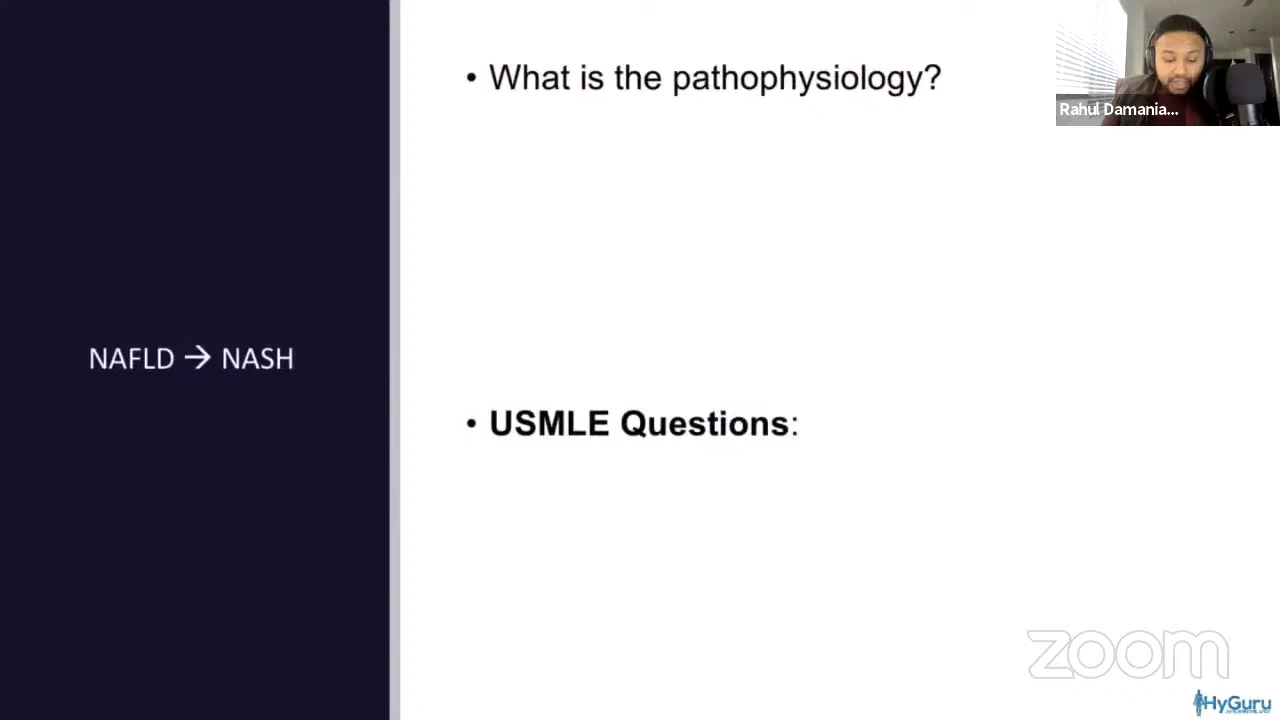 • What is the pathophysiology?
Rahul Damania...
NAFLD → NASH
• USMLE Questions:
zoom
HyGuru